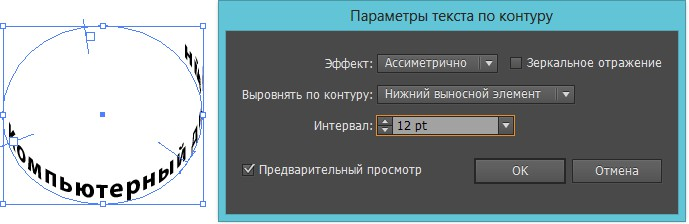 Компьютерный
Параметры текста по контуру
Эффект: Ассиметрично Зеркальное отражение
Выровнять по контуру: Нижний выносной элемент
Интервал: 12 pt
Предварительный просмотр OK Отмена